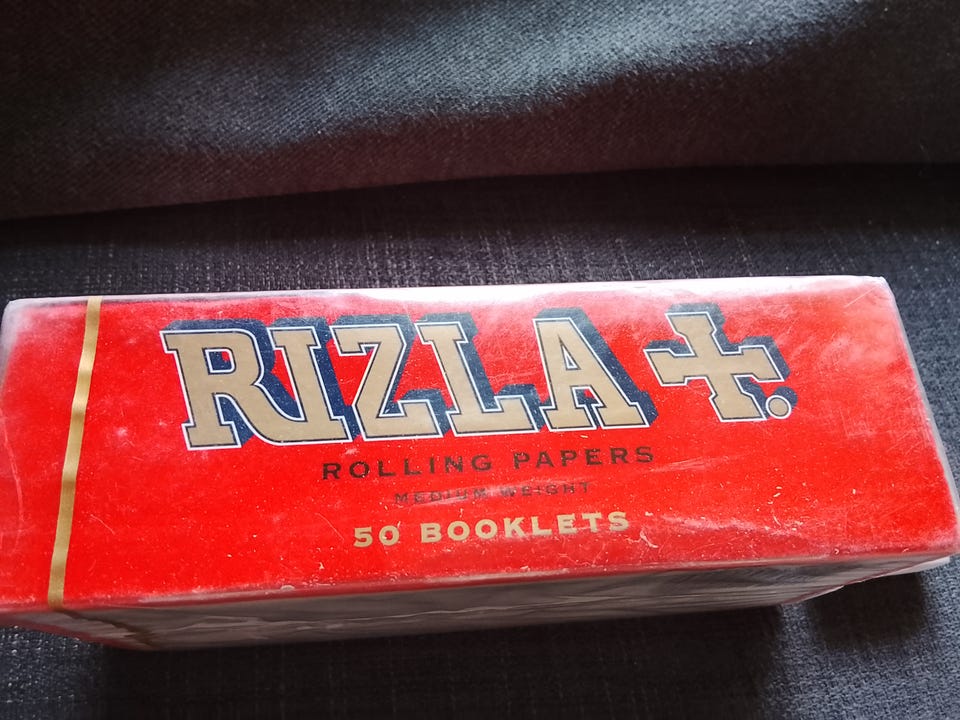 RIZLA+.
ROLLING PAPERS
MEDIUM WEIGHT
50 BOOKLETS